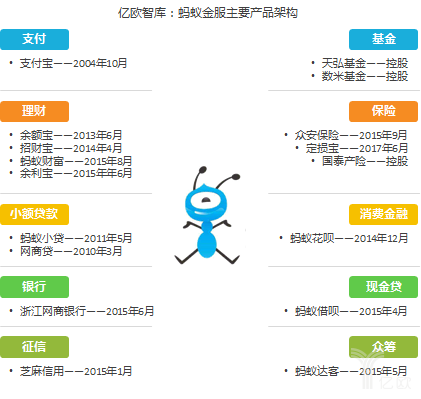 亿欧智库：蚂蚁金服主要产品架构
支付
• 支付宝——2004年10月
理财
• 余额宝——2013年6月
• 招财宝——2014年4月
• 蚂蚁财富——2015年8月
• 余利宝——2015年年6月
小额贷款
• 蚂蚁小贷——2011年5月
• 网商贷——2010年3月
银行
• 浙江网商银行——2015年6月
征信
• 芝麻信用——2015年1月
基金
• 天弘基金——控股
• 数米基金——控股
保险
• 众安保险——2015年9月
• 定损宝——2017年6月
• 国泰产险——控股
消费金融
• 蚂蚁花呗——2014年12月
现金贷
• 蚂蚁借呗——2015年4月
众筹
• 蚂蚁达客——2015年5月
亿欧